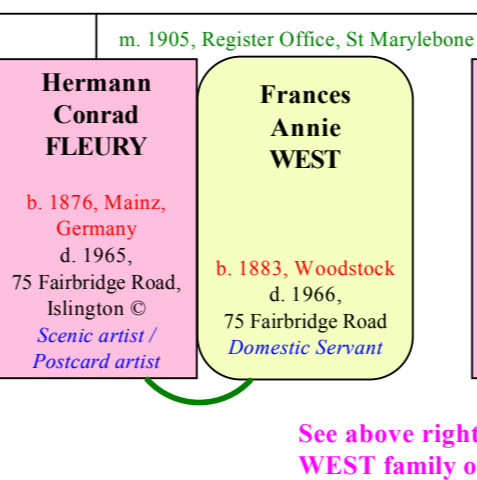 m. 1905, Register Office, St Marylebone
Hermann
Conrad
FLEURY
b. 1876, Mainz,
Germany
d. 1965,
75 Fairbridge Road,
Islington ©
Scenic artist /
Postcard artist
Frances
Annie
WEST
b. 1883, Woodstock
d. 1966,
75 Fairbridge Road
Domestic Servant
See above right
WEST family o